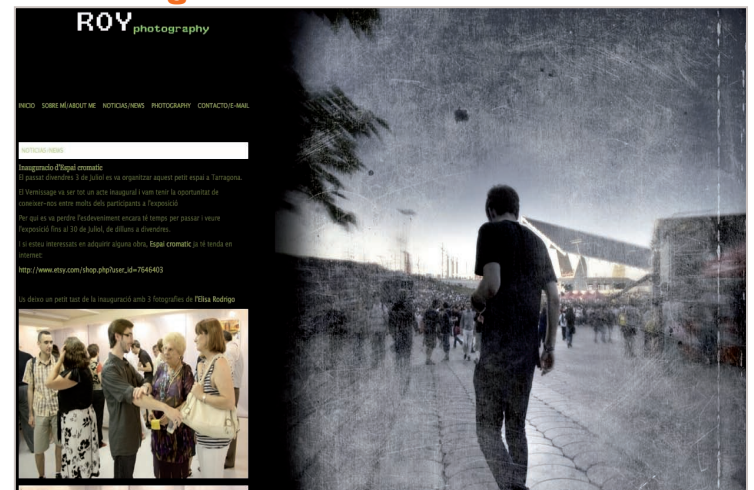 ROY photography
INICIO SOBRE MÍ/ABOUT ME NOTICIAS/NEWS PHOTOGRAPHY CONTACTO/E-MAIL
NOTICIAS/NEWS
Inauguracio d'Espai cromatic
El passat divendres 3 de Juliol es va organitzar aquest petit espai a Tarragona.
El Vernissage va ser tot un acte inaugural i vam tenir la oportunitat de
coneixer-nos entre molts dels participants a l'exposició
Per qui es va perdre l'esdeveniment encara té temps per passar i veure
l'exposició fins al 30 de Juliol, de dilluns a divendres.
I si esteu interessats en adquirir alguna obra, Espai cromatic ja té tenda en
internet:
http://www.etsy.com/shop.php?user_id=7646403
Us deixo un petit tast de la inauguració amb 3 fotografies de l'Elisa Rodrigo